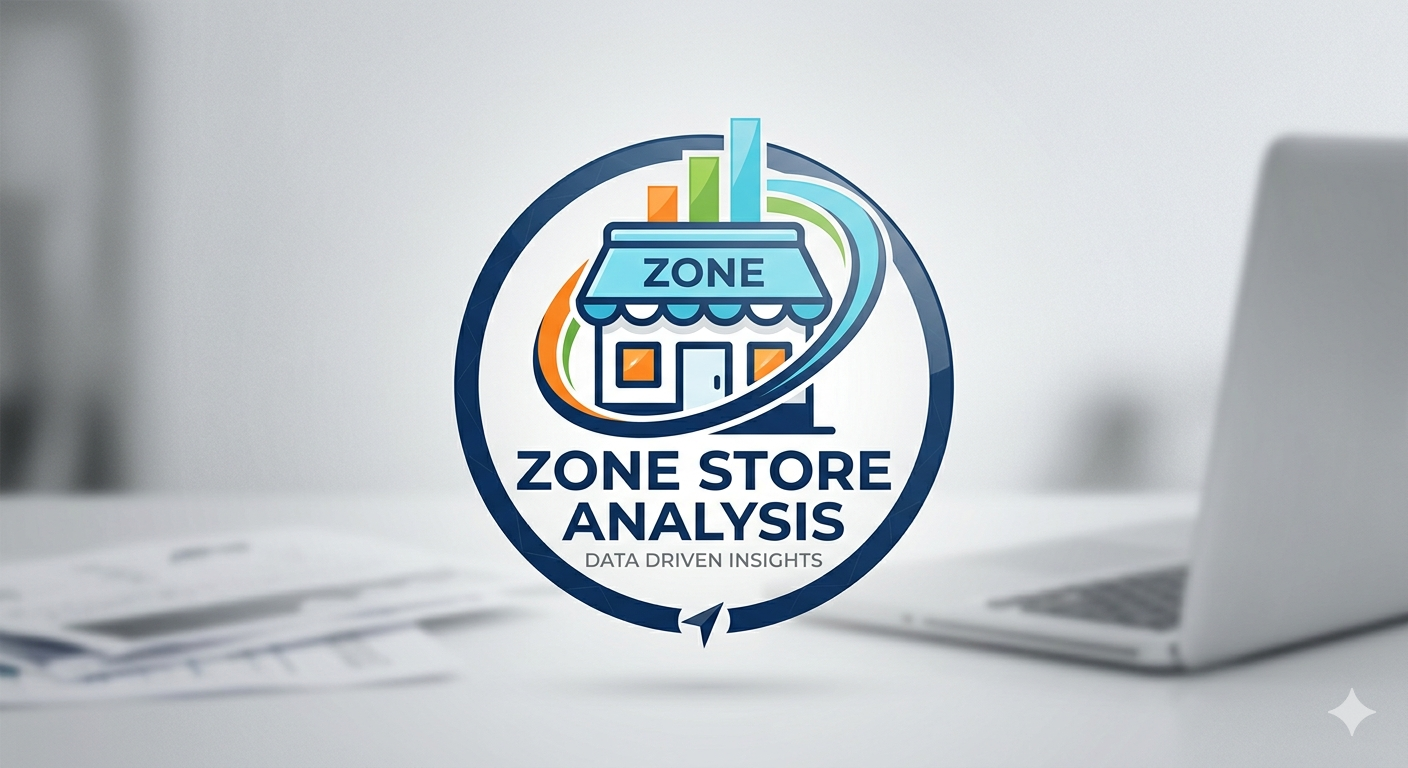 ZONE
ZONE STORE
ANALYSIS
DATA DRIVEN INSIGHTS